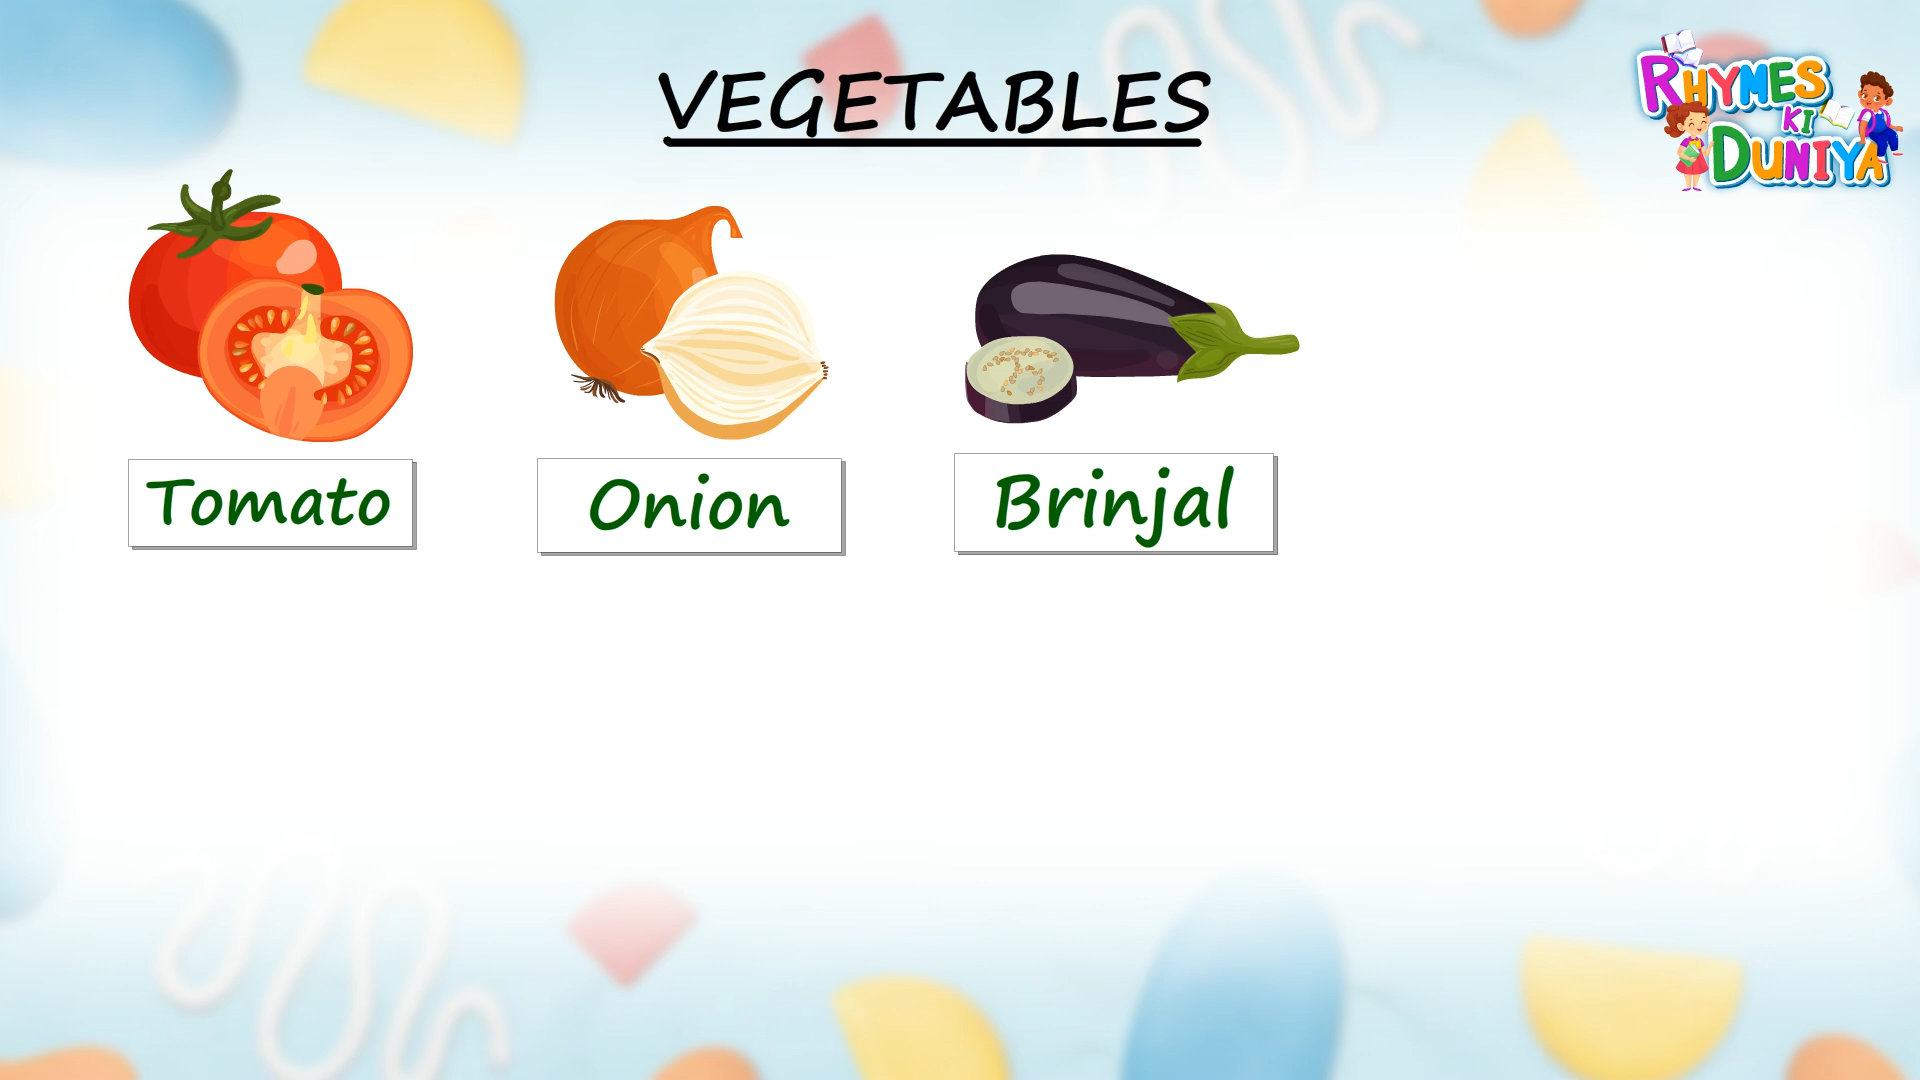 VEGETABLES
RHYMES
KI
DUNIYA
Tomato
Onion
Brinjal